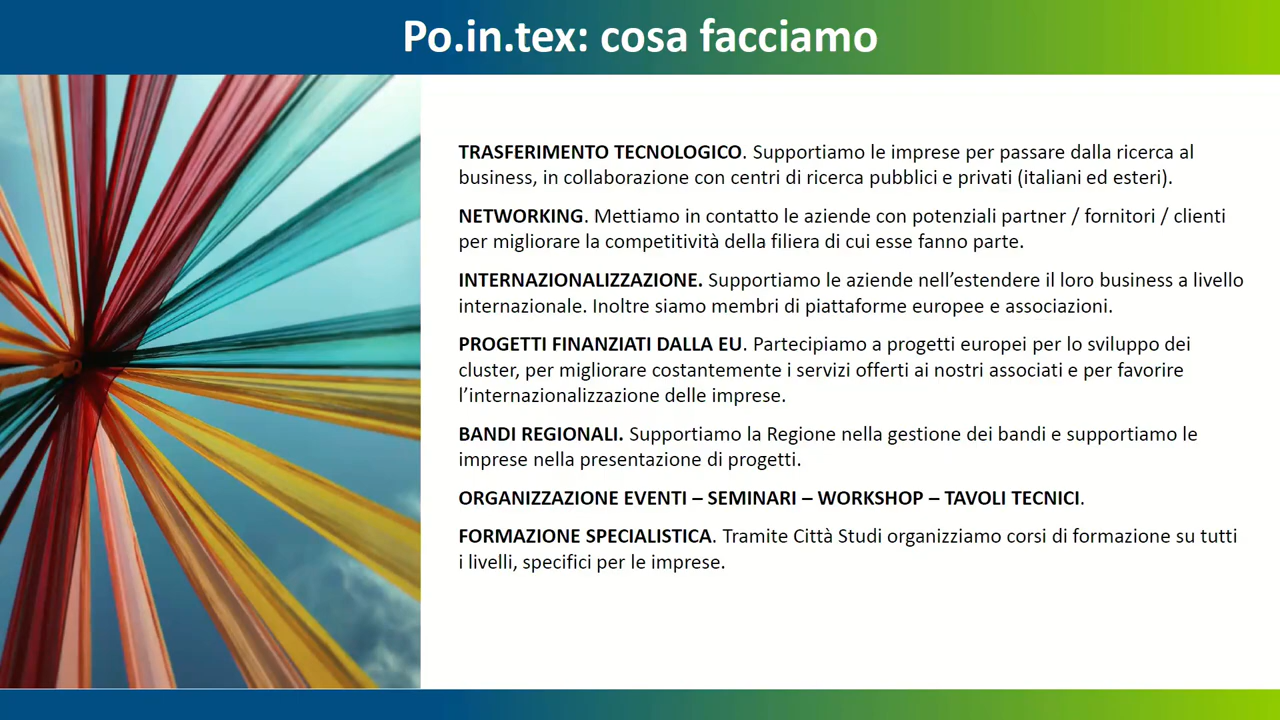 Po.in.tex: cosa facciamo
TRASFERIMENTO TECNOLOGICO. Supportiamo le imprese per passare dalla ricerca al
business, in collaborazione con centri di ricerca pubblici e privati (italiani ed esteri).
NETWORKING. Mettiamo in contatto le aziende con potenziali partner / fornitori / clienti
per migliorare la competitività della filiera di cui esse fanno parte.
INTERNAZIONALIZZAZIONE. Supportiamo le aziende nell’estendere il loro business a livello
internazionale. Inoltre siamo membri di piattaforme europee e associazioni.
PROGETTI FINANZIATI DALLA EU. Partecipiamo a progetti europei per lo sviluppo dei
cluster, per migliorare costantemente i servizi offerti ai nostri associati e per favorire
l’internazionalizzazione delle imprese.
BANDI REGIONALI. Supportiamo la Regione nella gestione dei bandi e supportiamo le
imprese nella presentazione di progetti.
ORGANIZZAZIONE EVENTI – SEMINARI – WORKSHOP – TAVOLI TECNICI.
FORMAZIONE SPECIALISTICA. Tramite Città Studi organizziamo corsi di formazione su tutti
i livelli, specifici per le imprese.